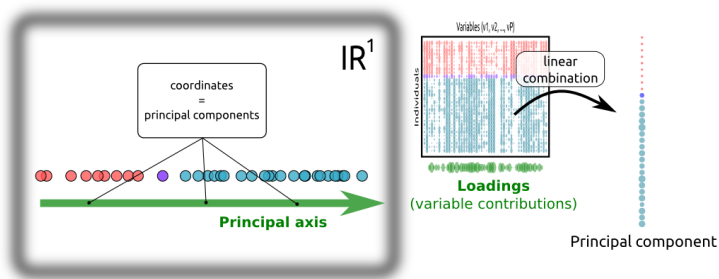 IR1
coordinates
=
principal components
Principal axis
Variables (v1, v2, ..., vP)
Individuals
linear
combination
Loadings
(variable contributions)
Principal component